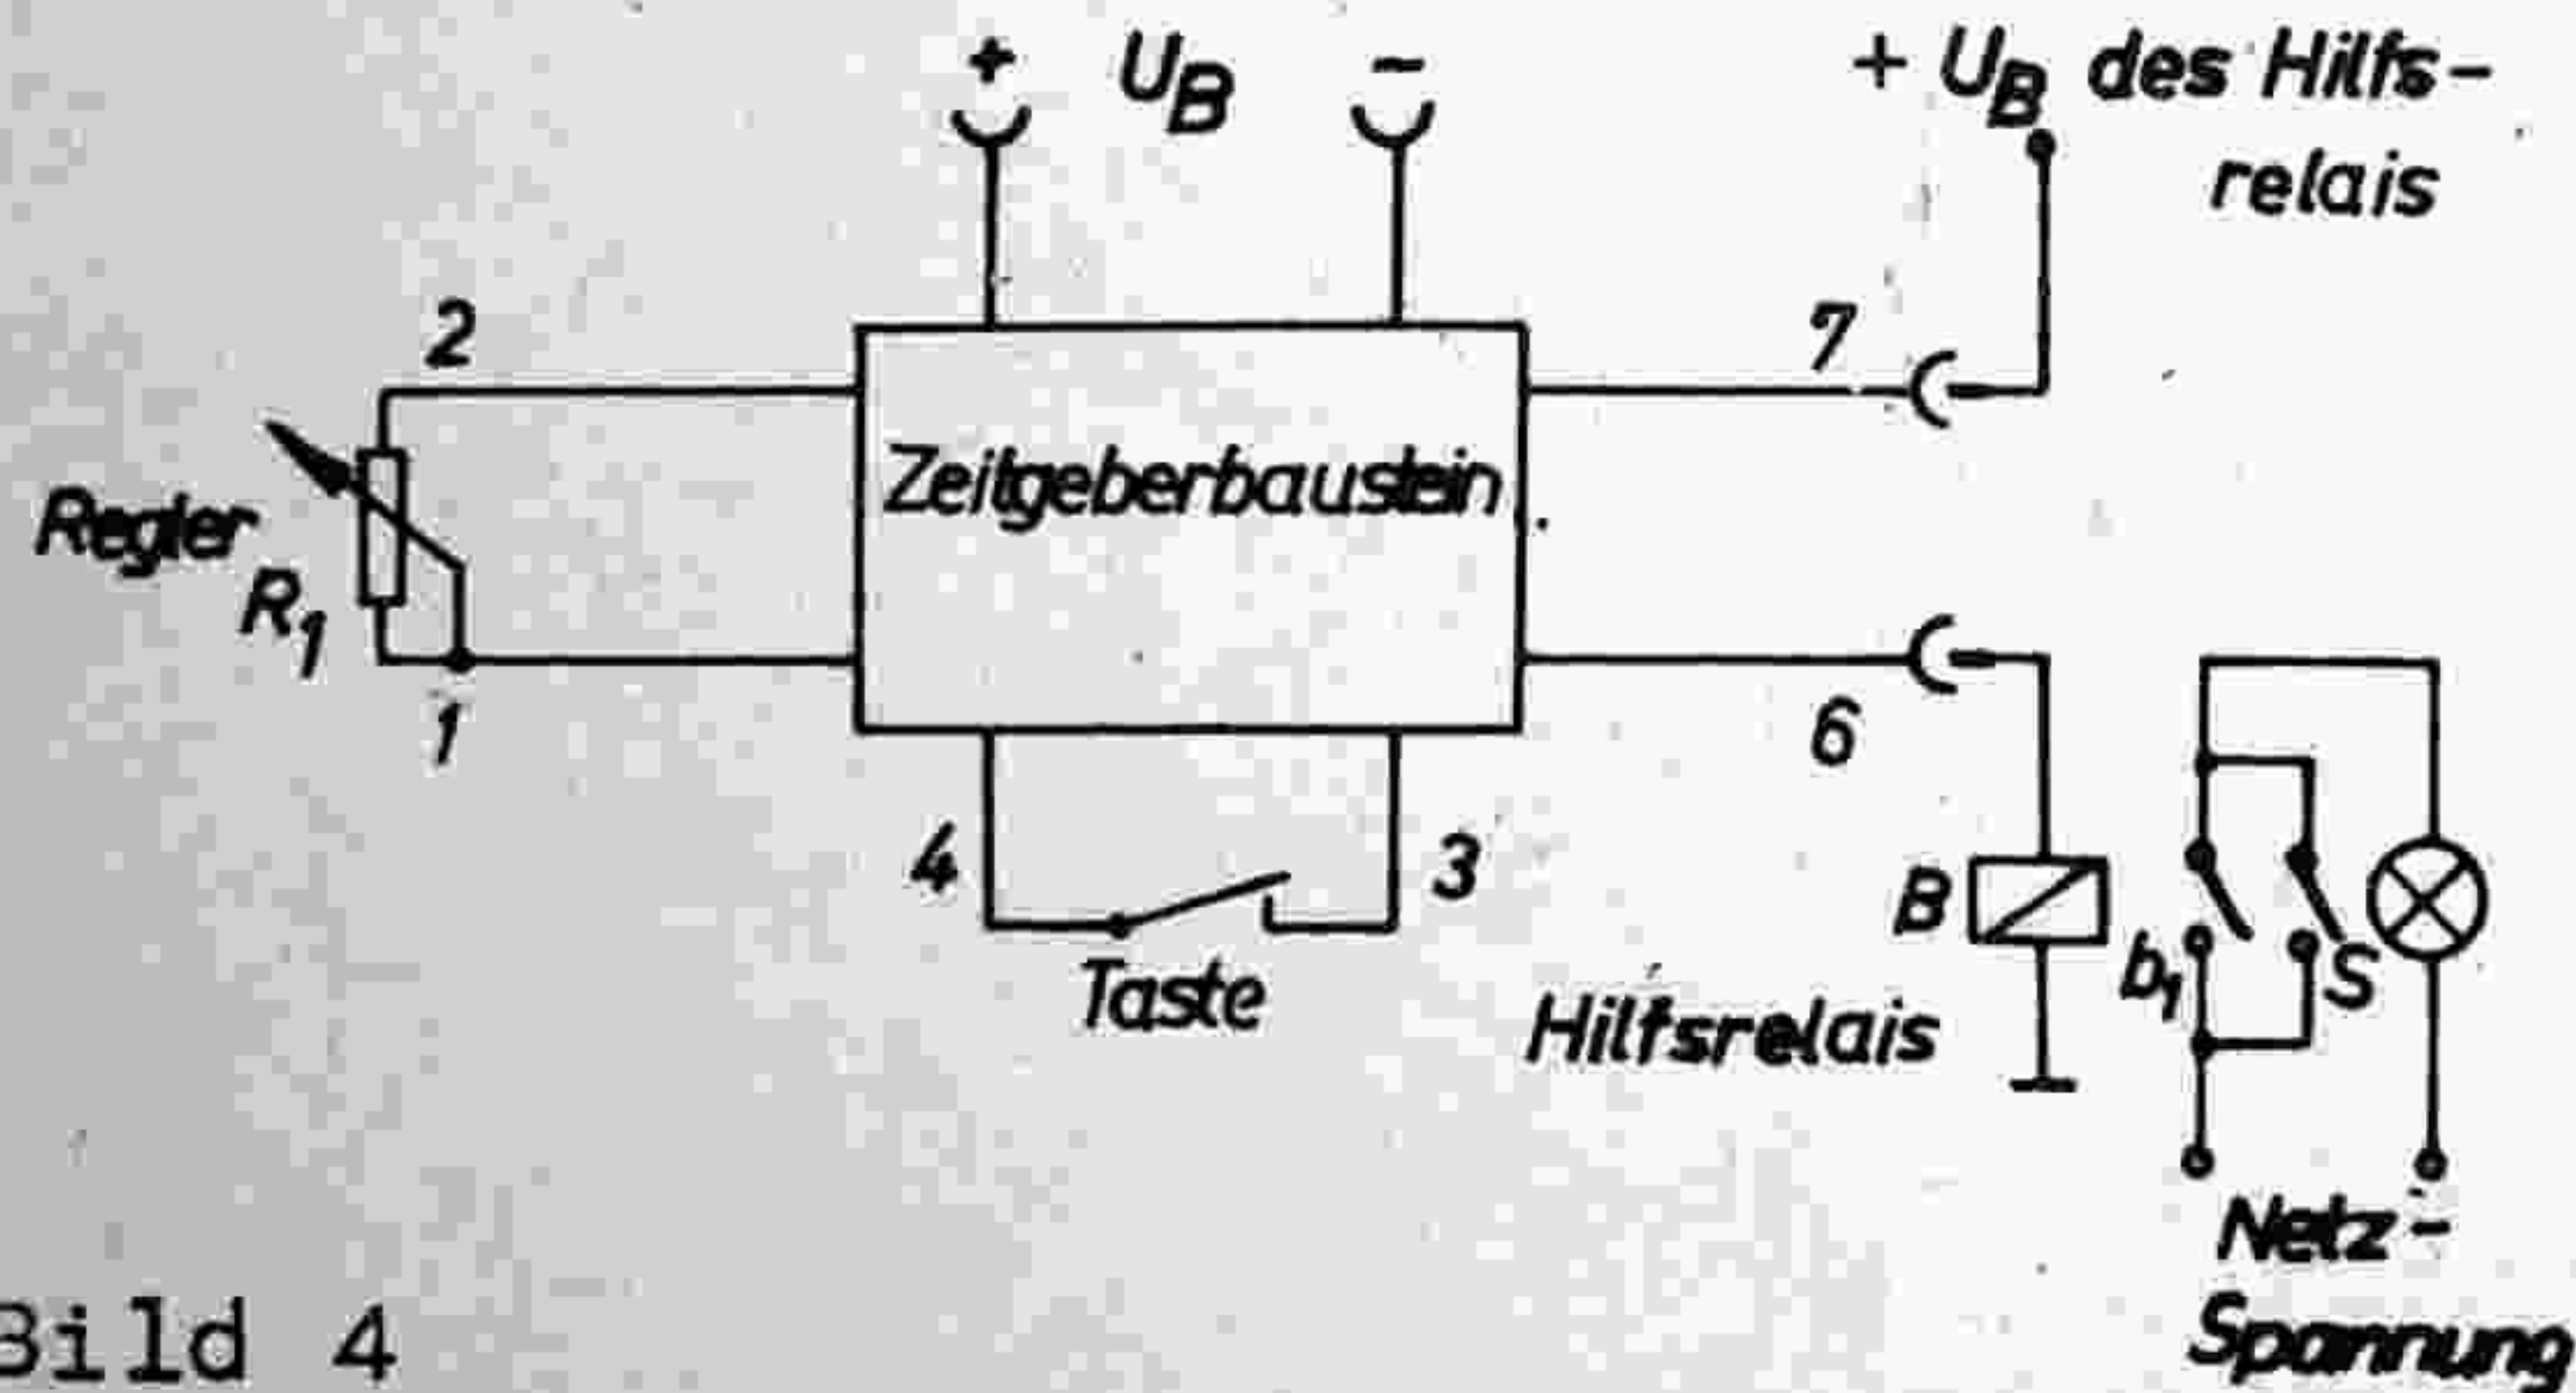 + U_B -
+ U_B des Hilfs-
relais
2
7
Zeitgeberbaustein
Regler
R1
1
6
4
3
B
b1
S
Taste
Hilfsrelais
Netz-
Spannung
Bild 4